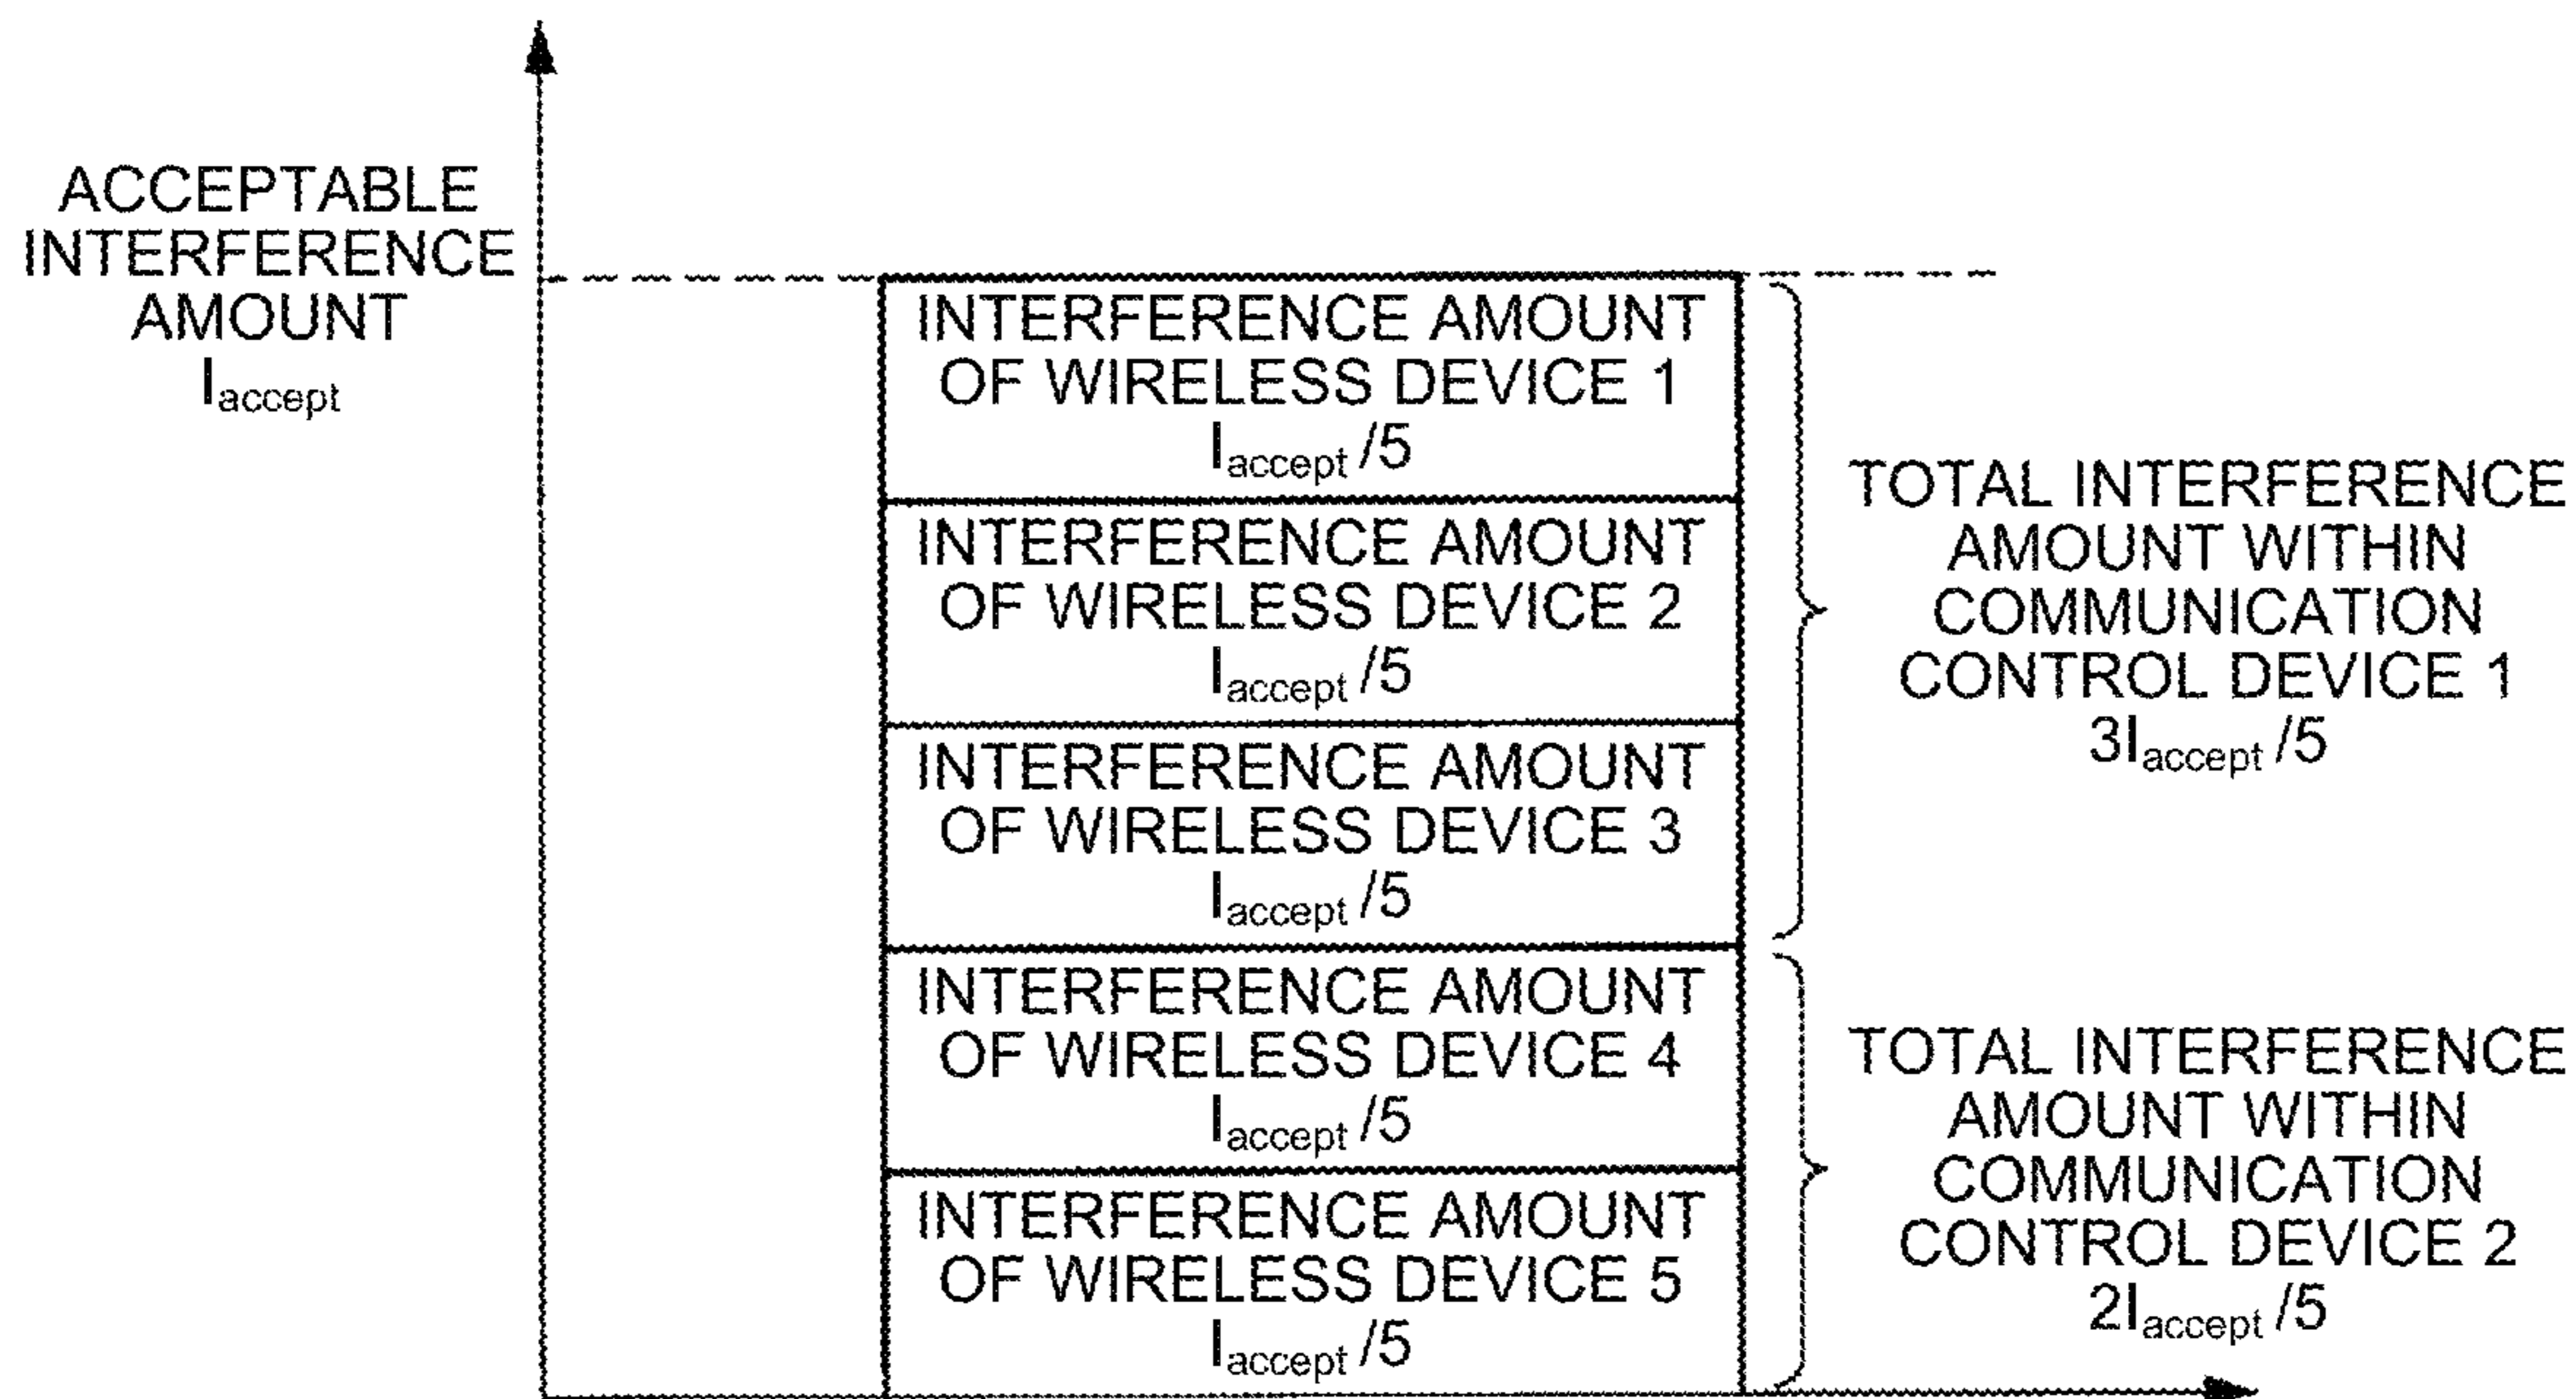 ACCEPTABLE
INTERFERENCE
AMOUNT
Iaccept
INTERFERENCE AMOUNT
OF WIRELESS DEVICE 1
Iaccept /5
INTERFERENCE AMOUNT
OF WIRELESS DEVICE 2
Iaccept /5
INTERFERENCE AMOUNT
OF WIRELESS DEVICE 3
Iaccept /5
INTERFERENCE AMOUNT
OF WIRELESS DEVICE 4
Iaccept /5
INTERFERENCE AMOUNT
OF WIRELESS DEVICE 5
Iaccept /5
TOTAL INTERFERENCE
AMOUNT WITHIN
COMMUNICATION
CONTROL DEVICE 1
3Iaccept /5
TOTAL INTERFERENCE
AMOUNT WITHIN
COMMUNICATION
CONTROL DEVICE 2
2Iaccept /5